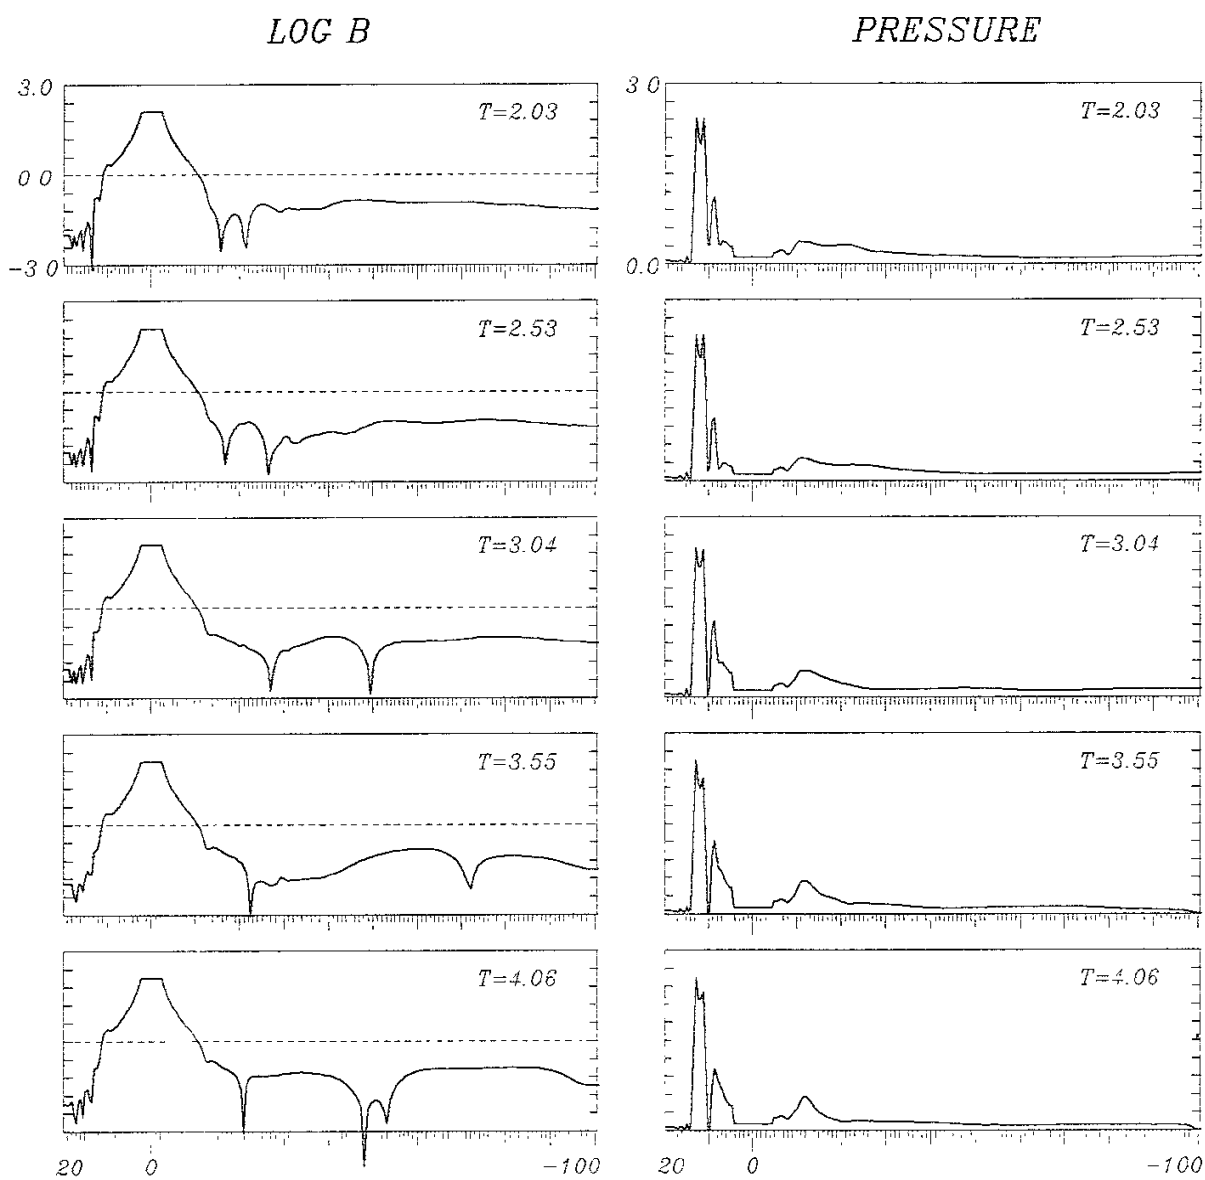 LOG B PRESSURE
3.0 T=2.03 3 0 T=2.03
0 0
-3 0 0.0
T=2.53 T=2.53
T=3.04 T=3.04
T=3.55 T=3.55
T=4.06 T=4.06
20 0 -100 20 0 -100